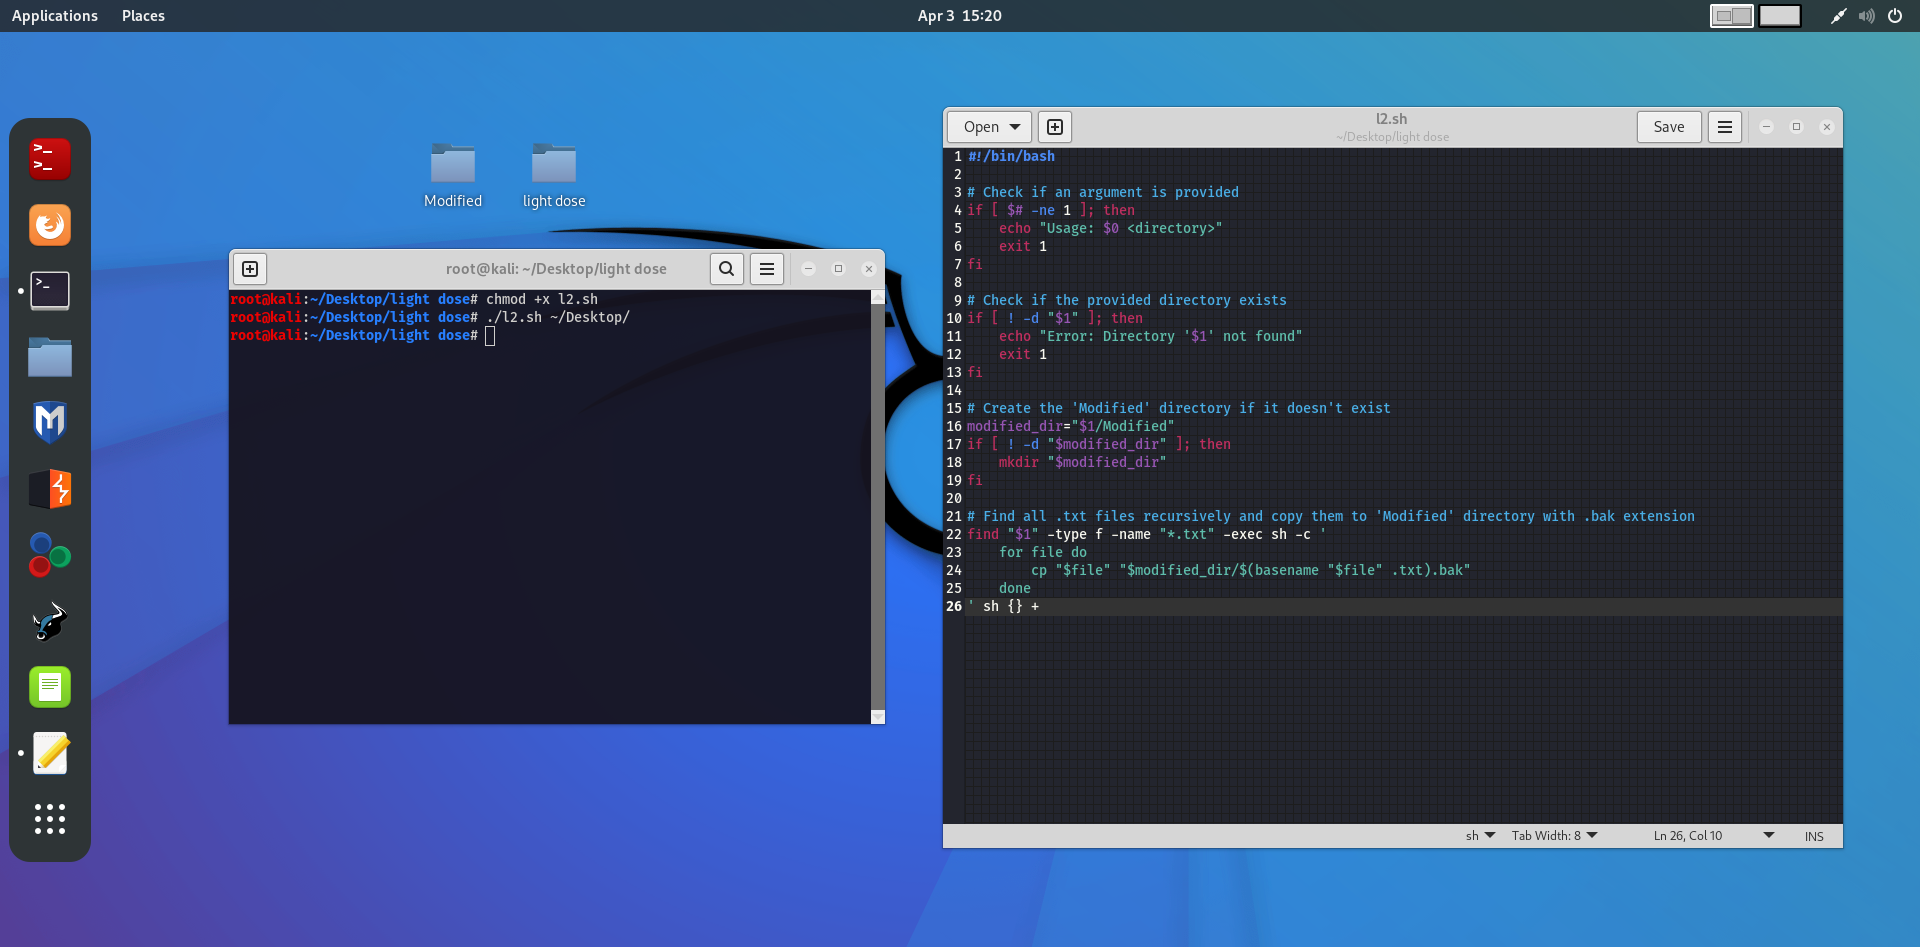 Applications Places Apr 3 15:20
Modified light dose
root@kali: ~/Desktop/light dose
root@kali:~/Desktop/light dose# chmod +x l2.sh
root@kali:~/Desktop/light dose# ./l2.sh ~/Desktop/
root@kali:~/Desktop/light dose#
Open l2.sh Save
~/Desktop/light dose
1 #!/bin/bash
2
3 # Check if an argument is provided
4 if [ $# -ne 1 ]; then
5     echo "Usage: $0 <directory>"
6     exit 1
7 fi
8
9 # Check if the provided directory exists
10 if [ ! -d "$1" ]; then
11     echo "Error: Directory '$1' not found"
12     exit 1
13 fi
14
15 # Create the 'Modified' directory if it doesn't exist
16 modified_dir="$1/Modified"
17 if [ ! -d "$modified_dir" ]; then
18     mkdir "$modified_dir"
19 fi
20
21 # Find all .txt files recursively and copy them to 'Modified' directory with .bak extension
22 find "$1" -type f -name "*.txt" -exec sh -c '
23     for file do
24         cp "$file" "$modified_dir/$(basename "$file" .txt).bak"
25     done
26 ' sh {} +
sh Tab Width: 8 Ln 26, Col 10 INS